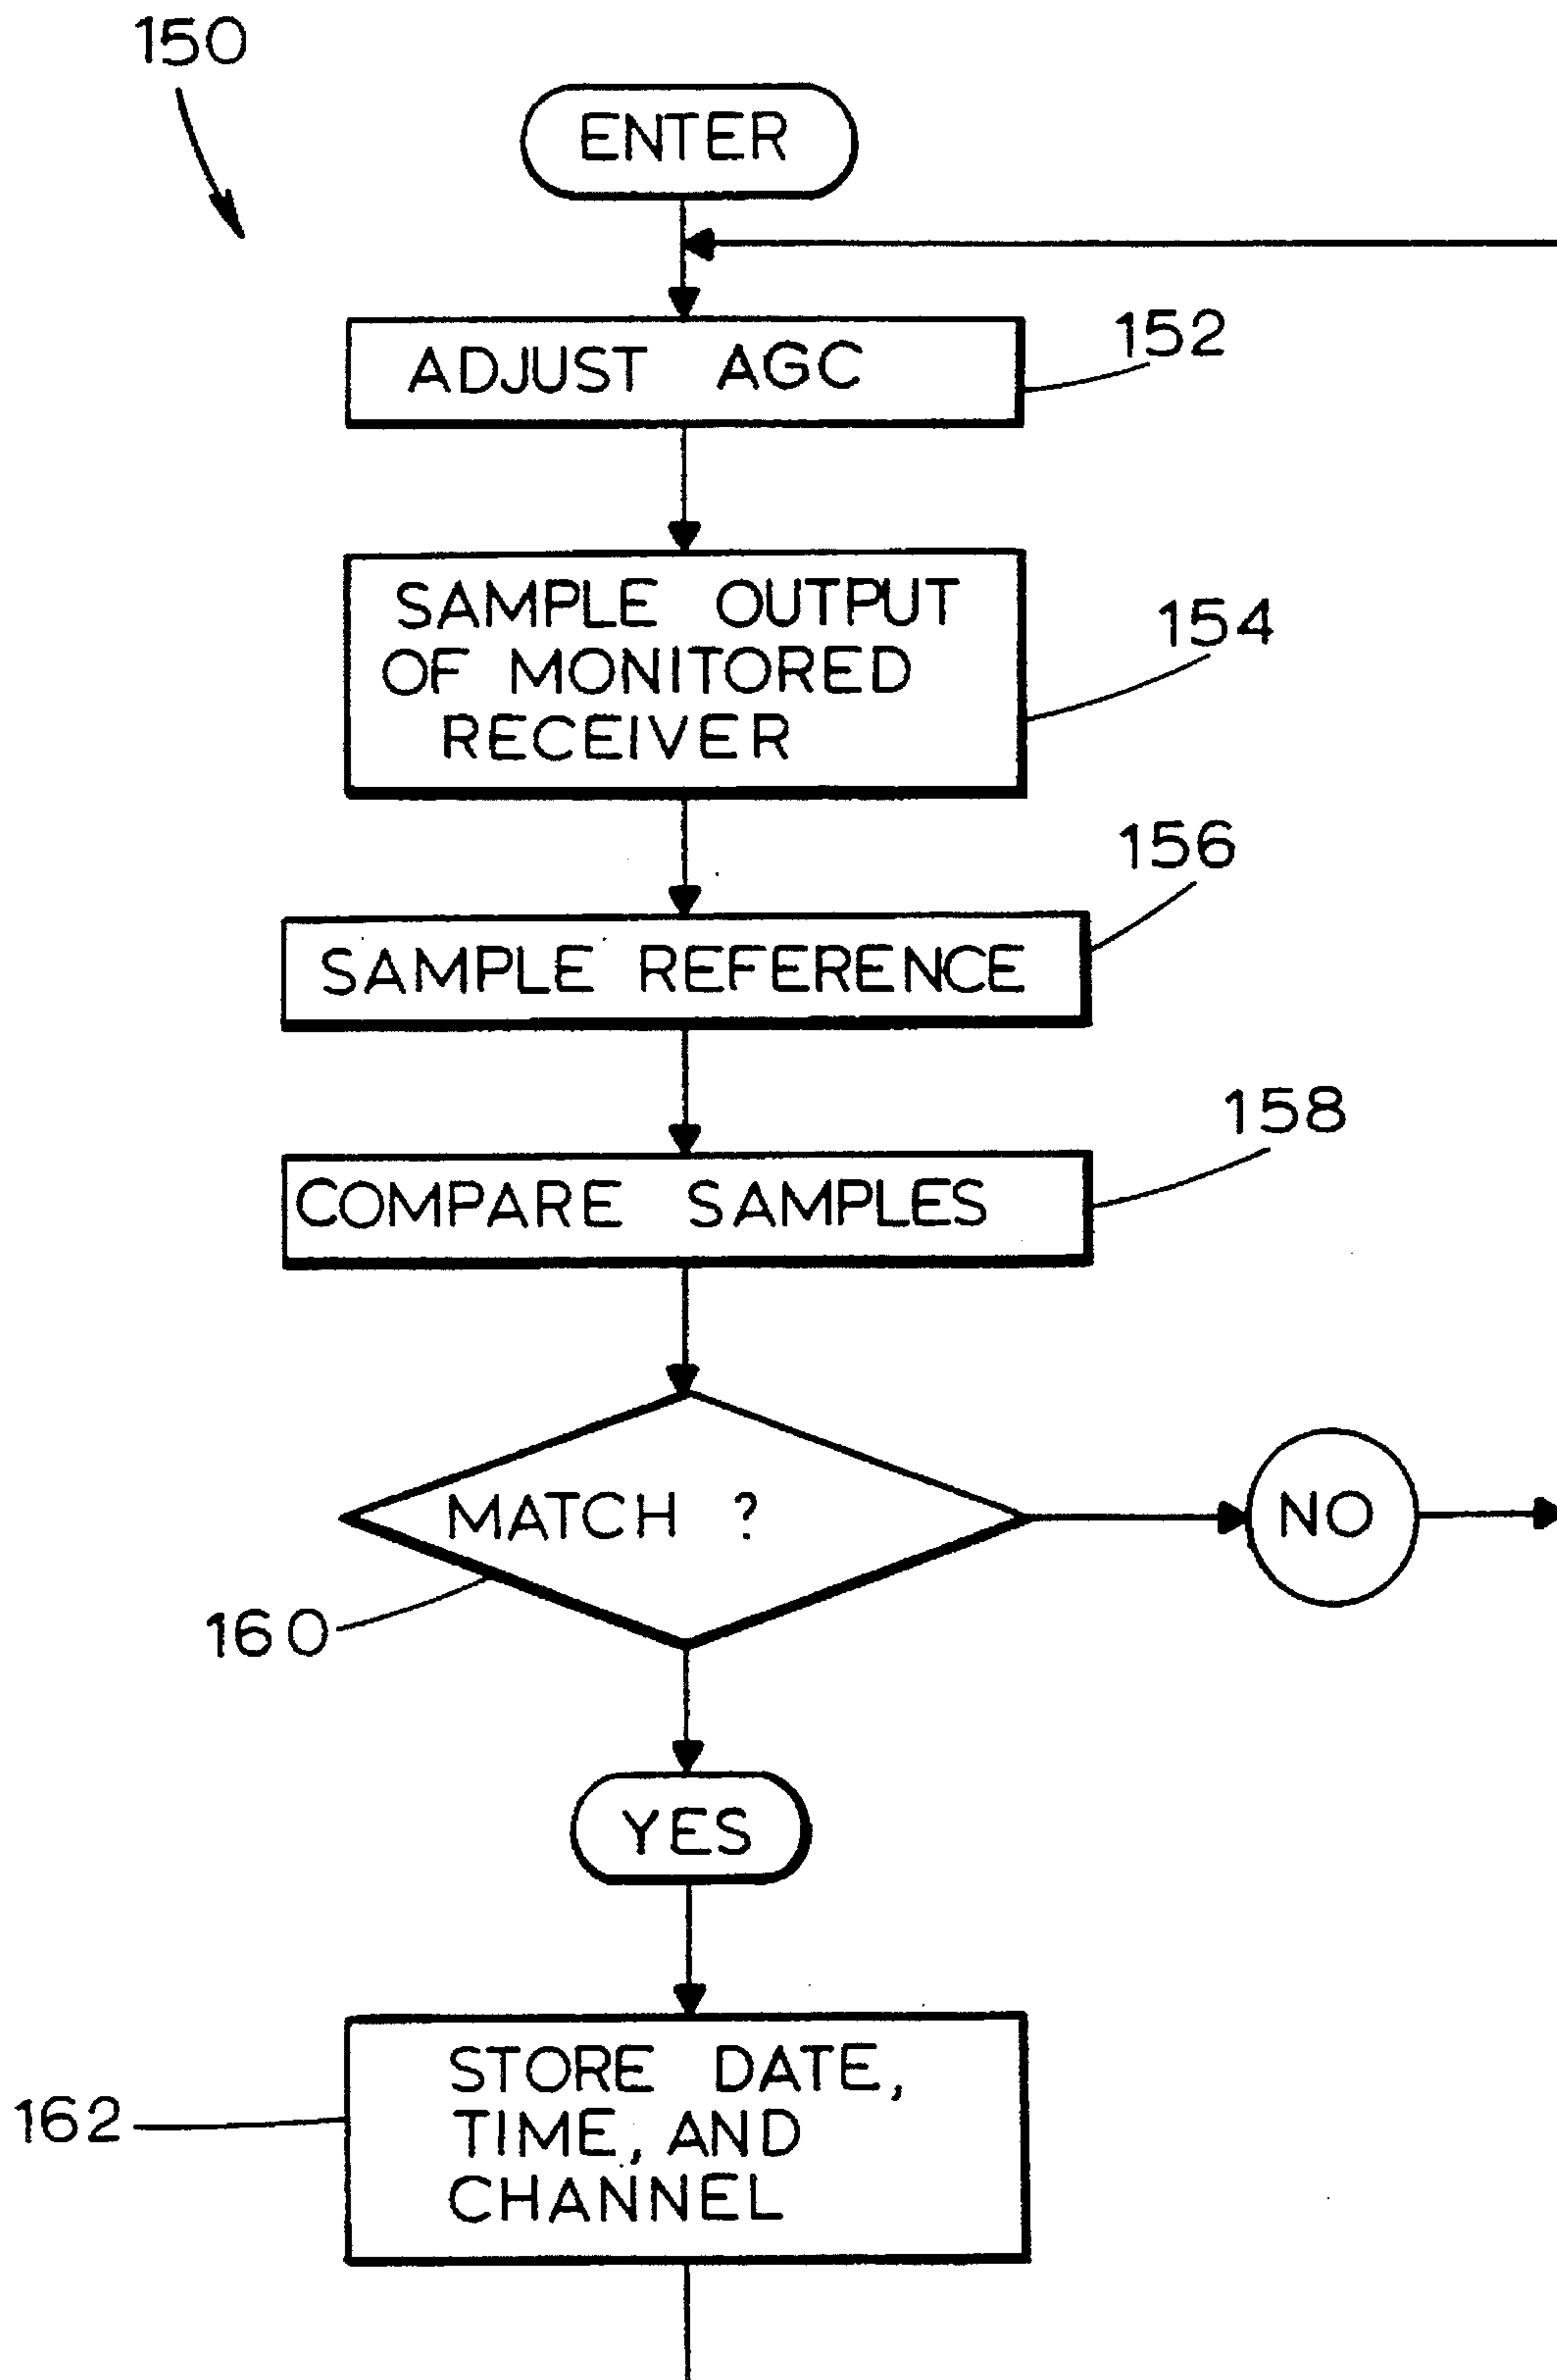 150
ENTER
152
ADJUST AGC
SAMPLE OUTPUT
OF MONITORED
RECEIVER
154
156
SAMPLE REFERENCE
158
COMPARE SAMPLES
MATCH ?
NO
160
YES
STORE DATE,
TIME, AND
CHANNEL
162